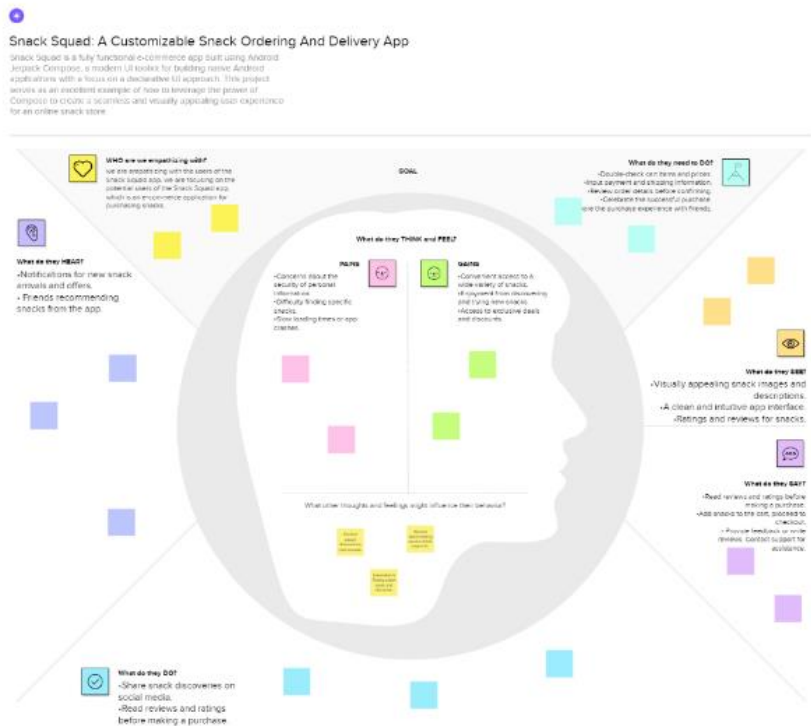 Snack Squad: A Customizable Snack Ordering And Delivery App
Snack Squad is a fully functional e-commerce app built using Android
Jetpack Compose, a modern UI toolkit for building native Android
applications with a focus on a declarative UI approach. This project
serves as an excellent example of how to leverage the power of
Compose to create a seamless and visually appealing user experience
for an online snack store.
WHO are we empathizing with?
we are empathizing with the users of the
Snack Squad app. we are focusing on the
potential users of the Snack Squad app,
which is an e-commerce application for
purchasing snacks.
GOAL
What do they need to DO?
•Double-check cart items and prices.
•Input payment and shipping information.
•Review order details before confirming.
•Celebrate the successful purchase
the purchase experience with friends.
What do they HEAR?
•Notifications for new snack
arrivals and offers.
• Friends recommending
snacks from the app.
What do they THINK and FEEL?
PAINS
•Concerns about the
security of personal
information.
•Difficulty finding specific
snacks.
•Slow loading times or app
crashes.
GAINS
•Convenient access to a
wide variety of snacks.
•Enjoyment from discovering
and trying new snacks.
•Access to exclusive deals
and discounts.
What do they SEE?
•Visually appealing snack images and
descriptions.
•A clean and intuitive app interface.
•Ratings and reviews for snacks.
What do they SAY?
•Read reviews and ratings before
making a purchase.
•Add snacks to the cart, proceed to
checkout.
• Provide feedback or write
reviews. Contact support for
assistance.
What other thoughts and feelings might influence their behavior?
What do they DO?
•Share snack discoveries on
social media.
•Read reviews and ratings
before making a purchase